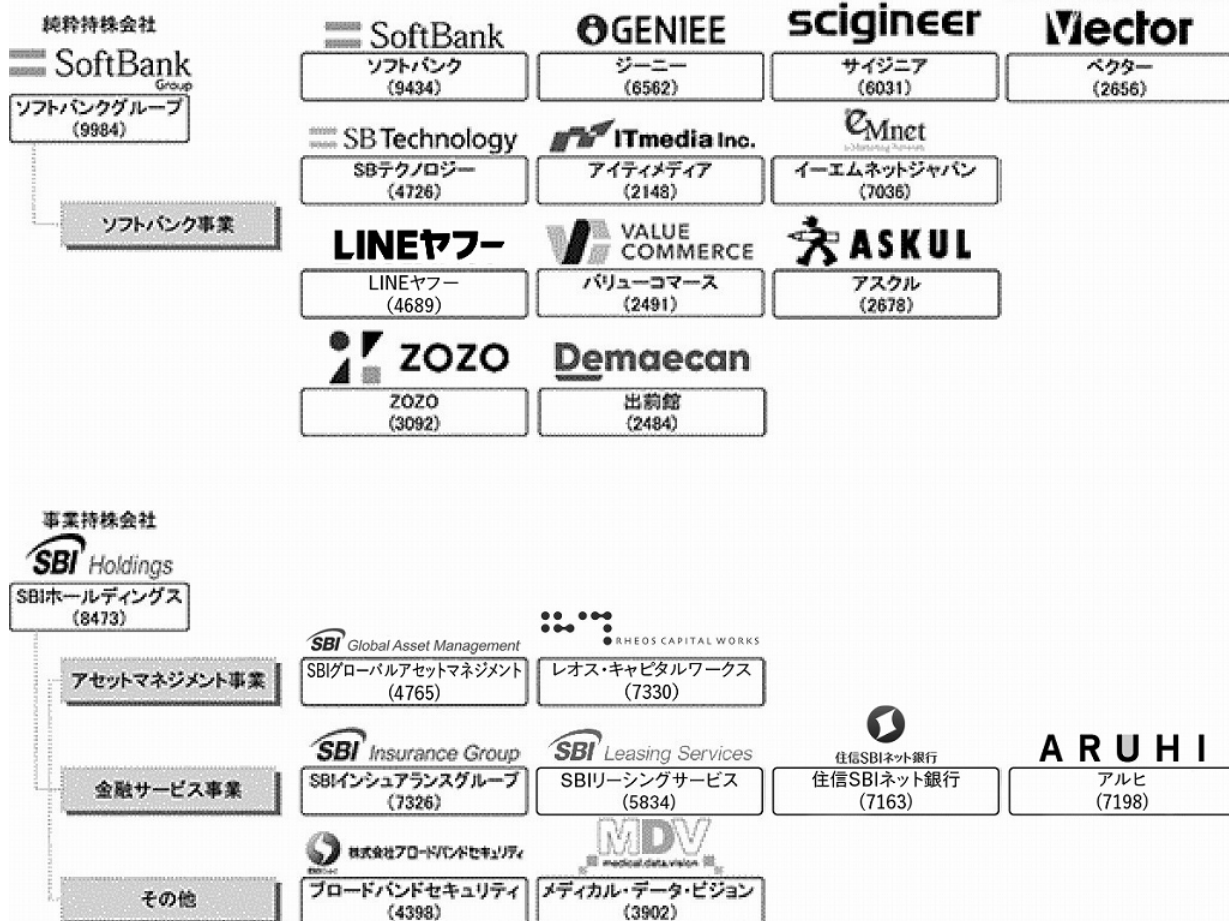 純粋持株会社
SoftBank
Group
ソフトバンクグループ
(9984)
ソフトバンク事業
SoftBank
ソフトバンク
(9434)
GENIEE
ジーニー
(6562)
scigineer
サイジニア
(6031)
Vector
ベクター
(2656)
SB Technology
SBテクノロジー
(4726)
ITmedia Inc.
アイティメディア
(2148)
eMnet
イーエムネットジャパン
(7036)
LINEヤフー
LINEヤフー
(4689)
VALUE
COMMERCE
バリューコマース
(2491)
ASKUL
アスクル
(2678)
ZOZO
ZOZO
(3092)
Demaecan
出前館
(2484)
事業持株会社
SBI Holdings
SBIホールディングス
(8473)
アセットマネジメント事業
SBI Global Asset Management
SBIグローバルアセットマネジメント
(4765)
RHEOS CAPITAL WORKS
レオス・キャピタルワークス
(7330)
金融サービス事業
SBI Insurance Group
SBIインシュアランスグループ
(7326)
SBI Leasing Services
SBIリーシングサービス
(5834)
住信SBIネット銀行
住信SBIネット銀行
(7163)
ARUHI
アルヒ
(7198)
その他
株式会社ブロードバンドセキュリティ
ブロードバンドセキュリティ
(4398)
MDV
medical.data.vision
メディカル・データ・ビジョン
(3902)